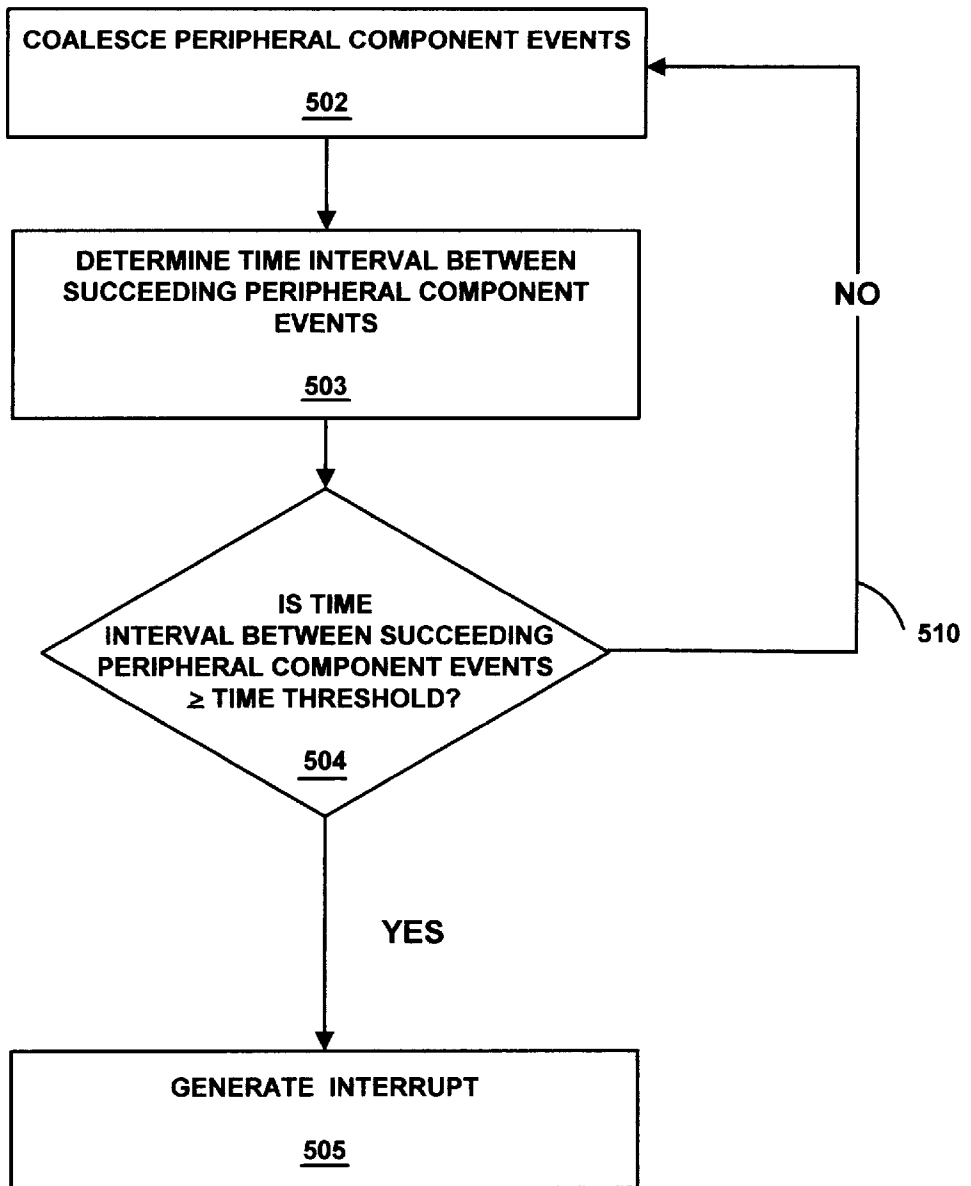 COALESCE PERIPHERAL COMPONENT EVENTS
502
DETERMINE TIME INTERVAL BETWEEN
SUCCEEDING PERIPHERAL COMPONENT
EVENTS
503
NO
IS TIME
INTERVAL BETWEEN SUCCEEDING
PERIPHERAL COMPONENT EVENTS
≥ TIME THRESHOLD?
504
510
YES
GENERATE INTERRUPT
505